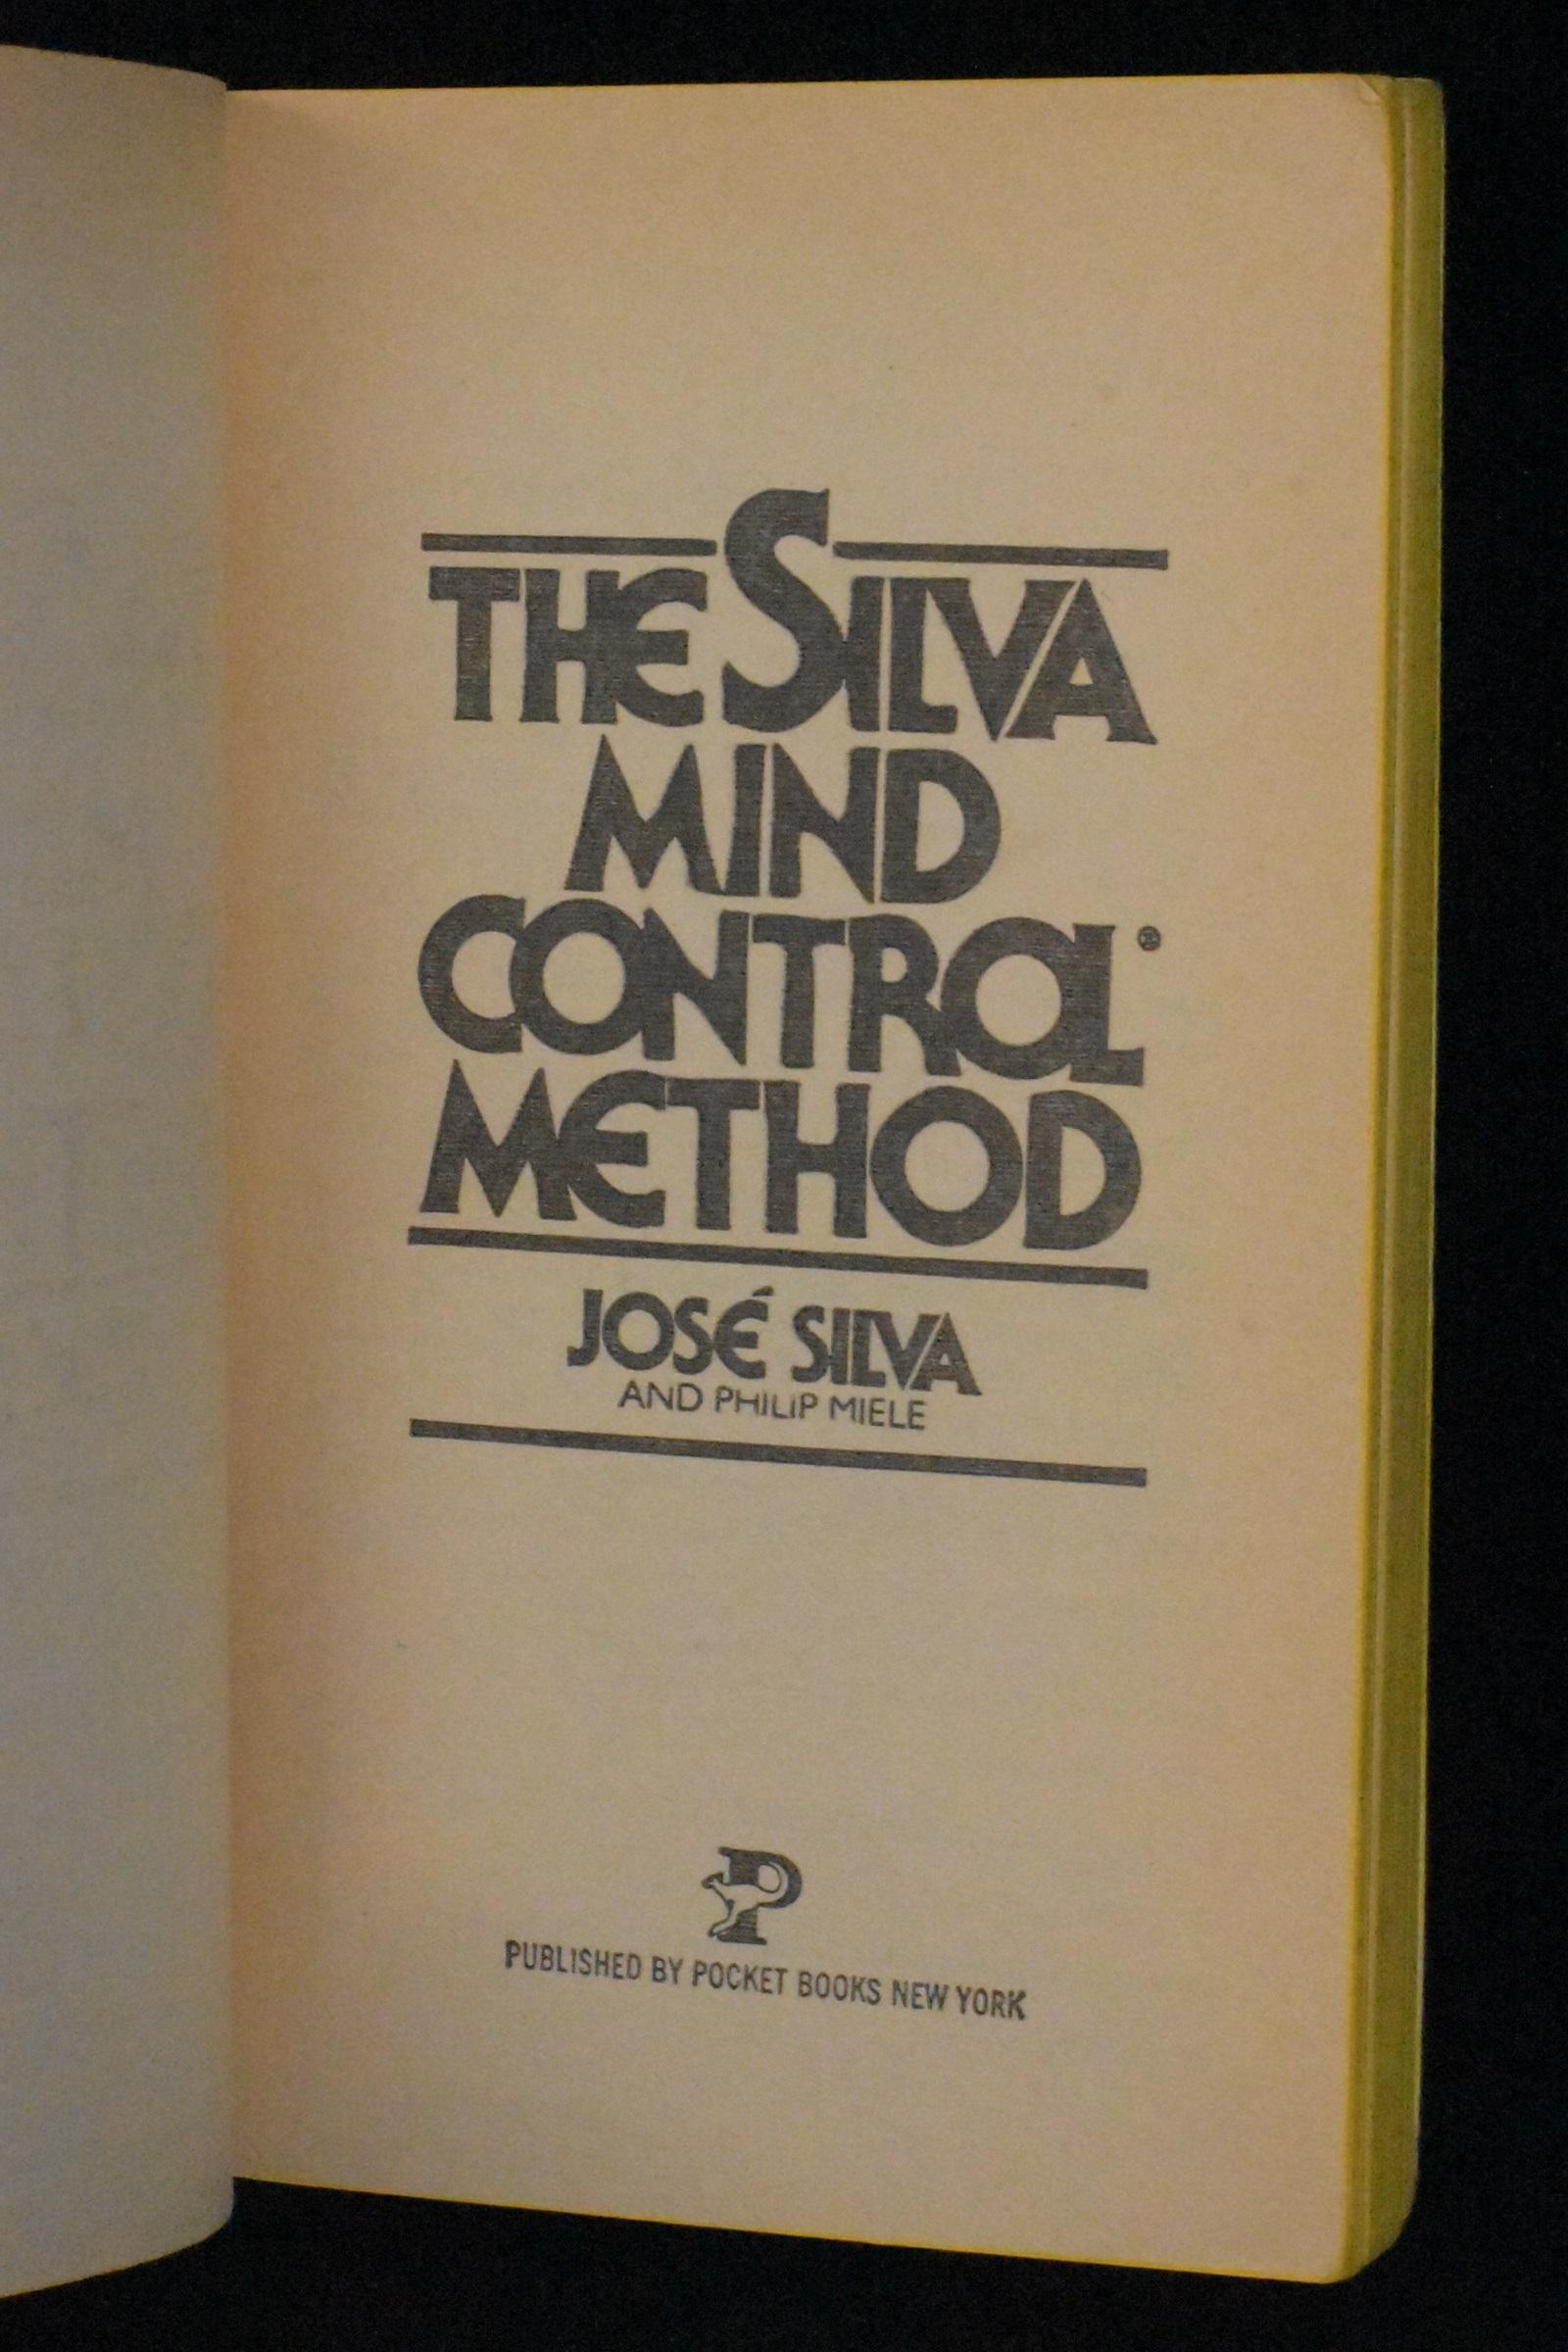 THE SILVA
MIND
CONTROL®
METHOD
JOSÉ SILVA
AND PHILIP MIELE
P
PUBLISHED BY POCKET BOOKS NEW YORK